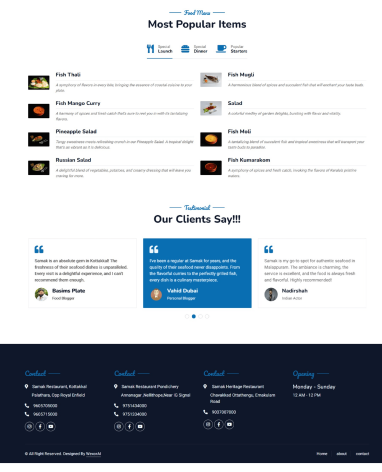 Food Menu
Most Popular Items
Special
Launch
Special
Dinner
Popular
Starters
Fish Thali
A symphony of flavors in every bite, bringing the essence of coastal cuisine to your plate.
Fish Mugli
A harmonious blend of spices and succulent fish that will enchant your taste buds.
Fish Mango Curry
A harmony of spices and fresh catch that's sure to reel you in with its tantalizing flavors.
Salad
A colorful medley of garden delights, bursting with flavor and vitality.
Pineapple Salad
Tangy sweetness meets refreshing crunch in our Pineapple Salad. A tropical delight that's as vibrant as it is delicious.
Fish Moli
A tantalizing blend of succulent fish and tropical sweetness that will transport your taste buds to paradise.
Russian Salad
A delightful blend of vegetables, potatoes, and creamy dressing that will leave you craving for more.
Fish Kumarakom
A symphony of spices and fresh catch, invoking the flavors of Kerala's pristine waters.
Testimonial
Our Clients Say!!!
Samak is an absolute gem in Kottakkal! The
freshness of their seafood dishes is unparalleled.
Every visit is a delightful experience, and I can't
recommend them enough.
Basims Plate
Food Blogger
I've been a regular at Samak for years, and the
quality of their seafood never disappoints. From
the flavorful curries to the perfectly grilled fish,
every dish is a culinary masterpiece.
Vahid Dubai
Personal Blogger
Samak is my go-to spot for authentic seafood in
Malappuram. The ambiance is charming, the
service is excellent, and the food is always fresh
and flavorful. Highly recommended!
Nadirshah
Indian Actor
Contact
Samak Restaurant, Kottakkal
Palathara, Opp Royal Enfield
9605700000
9605710000
Contact
Samak Restaurant Pondichery
Annanagar ,Nellithope,Near IG Signal
9751434000
9751234000
Contact
Samak Heritage Restaurant
Chavakkad Ottathengu, Ernakulam Road
9037007000
Opening
Monday - Sunday
12 AM - 12 PM
© All Right Reserved. Designed By
Home
about
contact